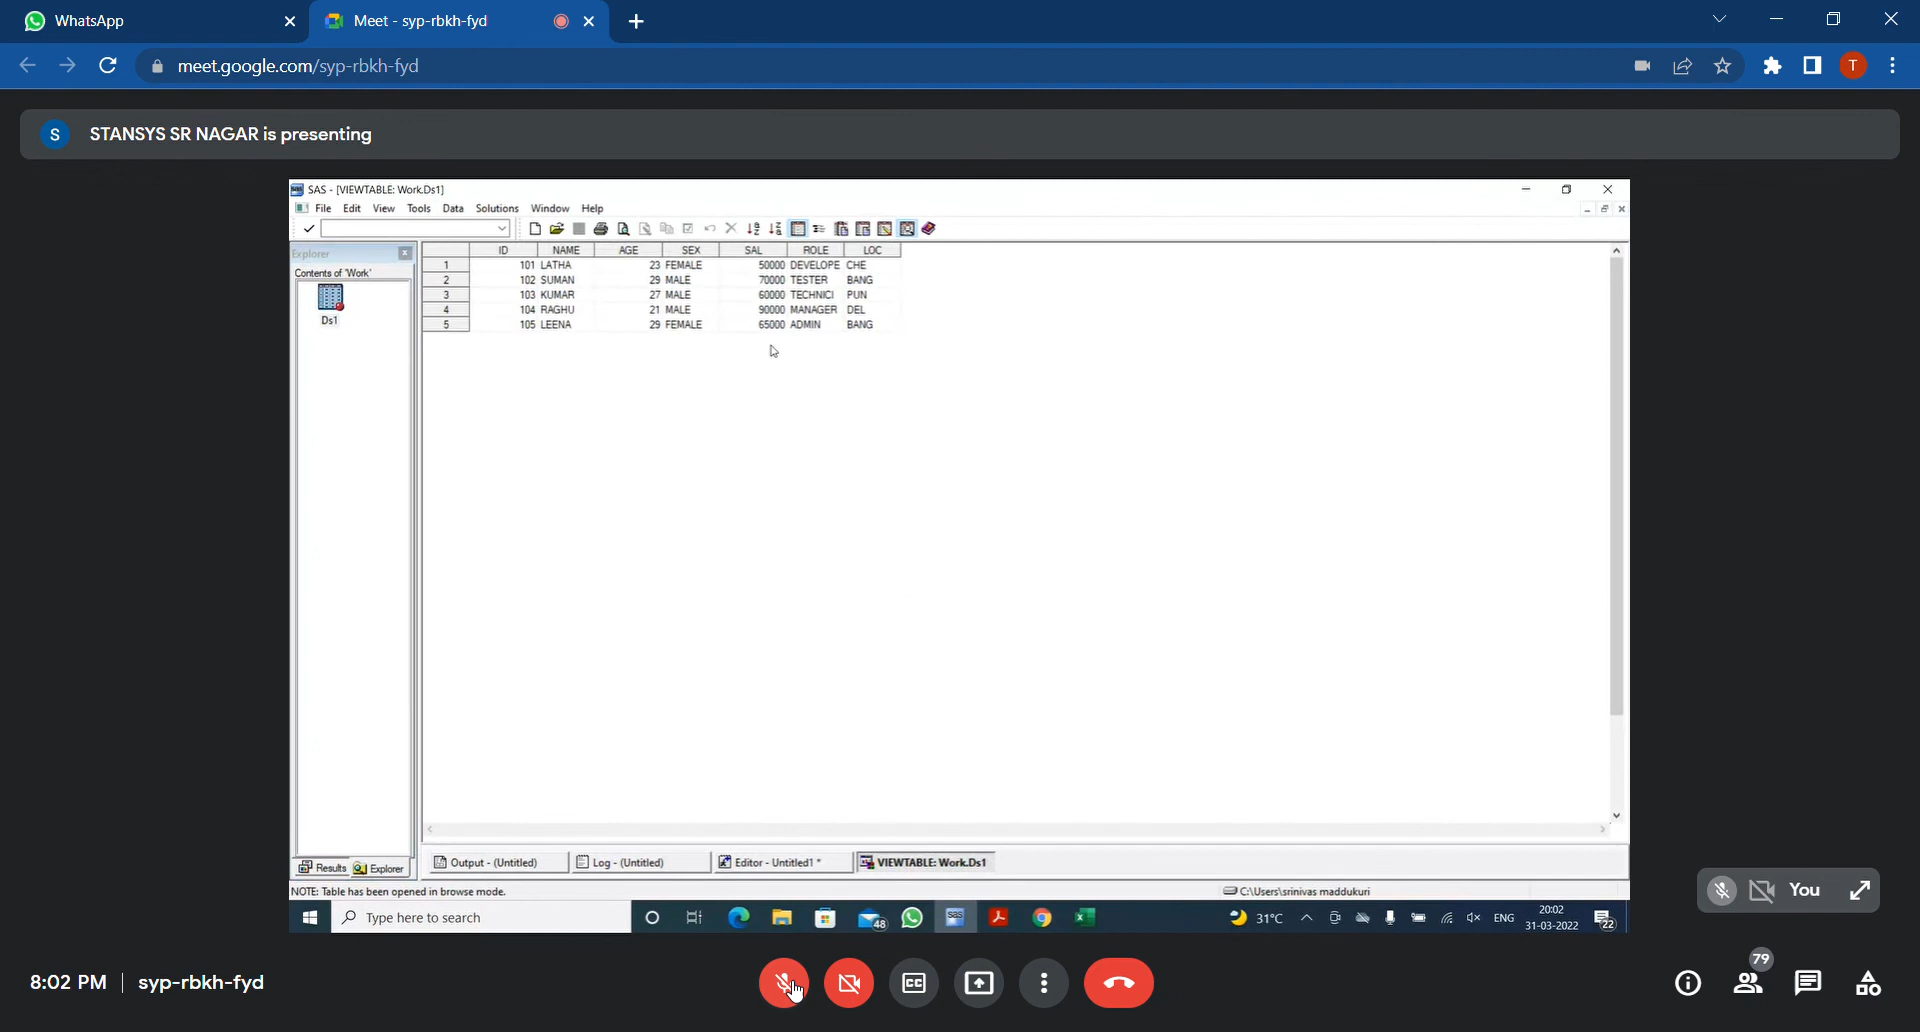 WhatsApp
Meet - syp-rbkh-fyd
meet.google.com/syp-rbkh-fyd
T
S STANSYS SR NAGAR is presenting
SAS - [VIEWTABLE: Work.Ds1]
File Edit View Tools Data Solutions Window Help
Explorer
Contents of 'Work'
Ds1
ID NAME AGE SEX SAL ROLE LOC
1 101 LATHA 23 FEMALE 50000 DEVELOPE CHE
2 102 SUMAN 29 MALE 70000 TESTER BANG
3 103 KUMAR 27 MALE 60000 TECHNICI PUN
4 104 RAGHU 21 MALE 90000 MANAGER DEL
5 105 LEENA 29 FEMALE 65000 ADMIN BANG
Results Explorer
Output - (Untitled) Log - (Untitled) Editor - Untitled1 * VIEWTABLE: Work.Ds1
NOTE: Table has been opened in browse mode. C:\Users\srinivas maddukuri
Type here to search 48 sas 31°C ENG 20:02 31-03-2022 22
You
8:02 PM | syp-rbkh-fyd
CC
79